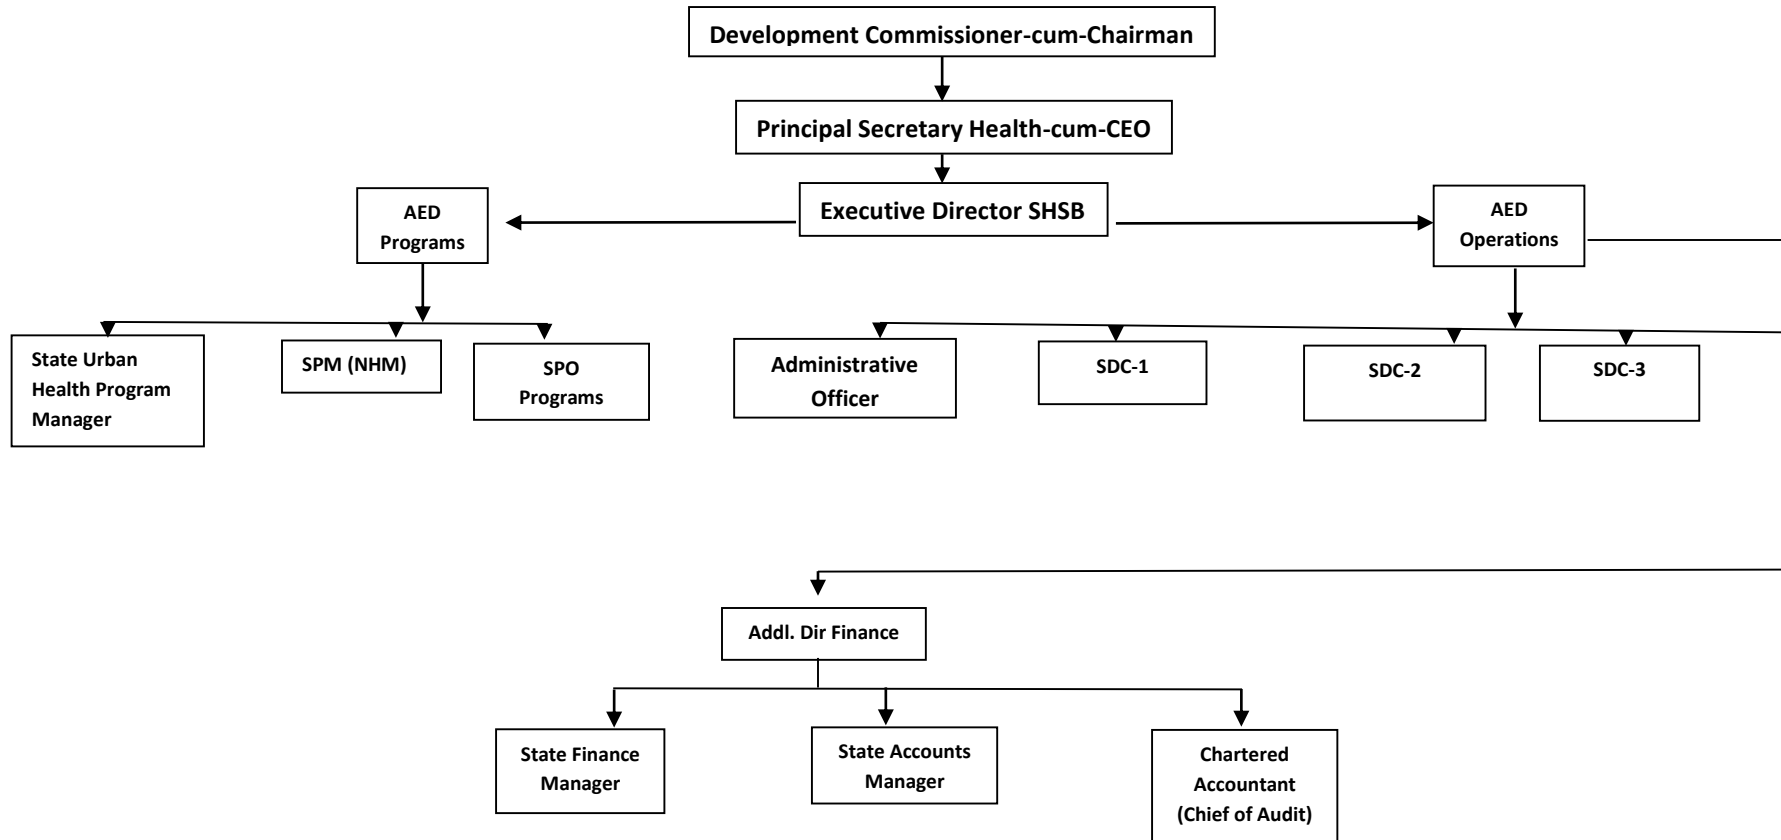 Development Commissioner-cum-Chairman
Principal Secretary Health-cum-CEO
Executive Director SHSB
AED
Programs
AED
Operations
State Urban
Health Program
Manager
SPM (NHM)
SPO
Programs
Administrative
Officer
SDC-1
SDC-2
SDC-3
Addl. Dir Finance
State Finance
Manager
State Accounts
Manager
Chartered
Accountant
(Chief of Audit)